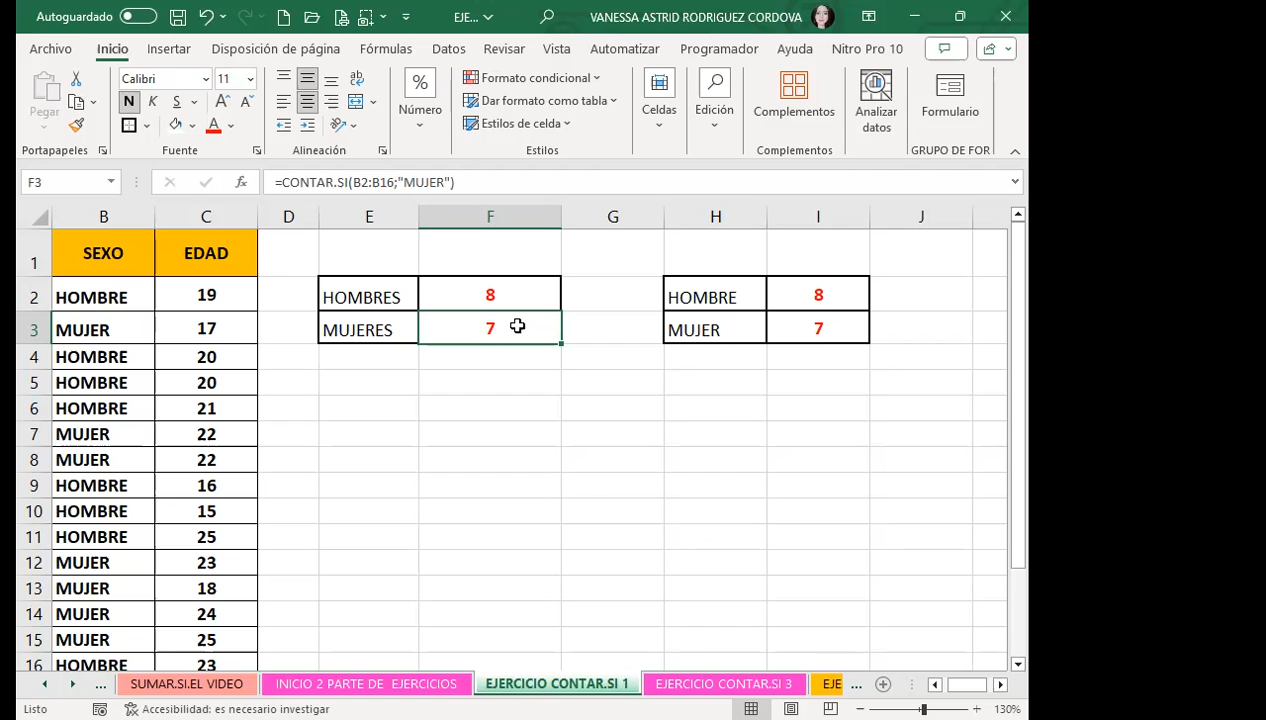 Autoguardado EJE... VANESSA ASTRID RODRIGUEZ CORDOVA
Archivo Inicio Insertar Disposición de página Fórmulas Datos Revisar Vista Automatizar Programador Ayuda Nitro Pro 10
Pegar Calibri 11 % Número Formato condicional Celdas Edición Complementos Analizar datos Formulario
N K S A A ab Dar formato como tabla
A Estilos de celda
Portapapeles Fuente Alineación Estilos Complementos GRUPO DE FOR
F3 fx =CONTAR.SI(B2:B16;"MUJER")
B C D E F G H I J
1 SEXO EDAD
2 HOMBRE 19 HOMBRES 8 HOMBRE 8
3 MUJER 17 MUJERES 7 MUJER 7
4 HOMBRE 20
5 HOMBRE 20
6 HOMBRE 21
7 MUJER 22
8 MUJER 22
9 HOMBRE 16
10 HOMBRE 15
11 HOMBRE 25
12 MUJER 23
13 MUJER 18
14 MUJER 24
15 MUJER 25
16 HOMBRE 23
... SUMAR.SI.EL VIDEO INICIO 2 PARTE DE EJERCICIOS EJERCICIO CONTAR.SI 1 EJERCICIO CONTAR.SI 3 EJE ...
Listo Accesibilidad: es necesario investigar 130%